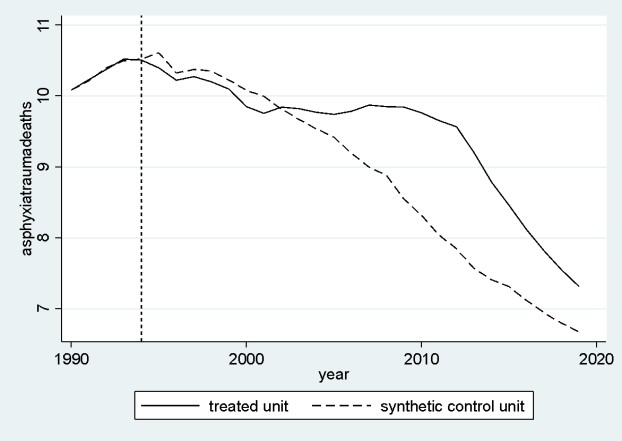 11
10
9
8
7
asphyxiatraumadeaths
1990
2000
2010
2020
year
treated unit
synthetic control unit